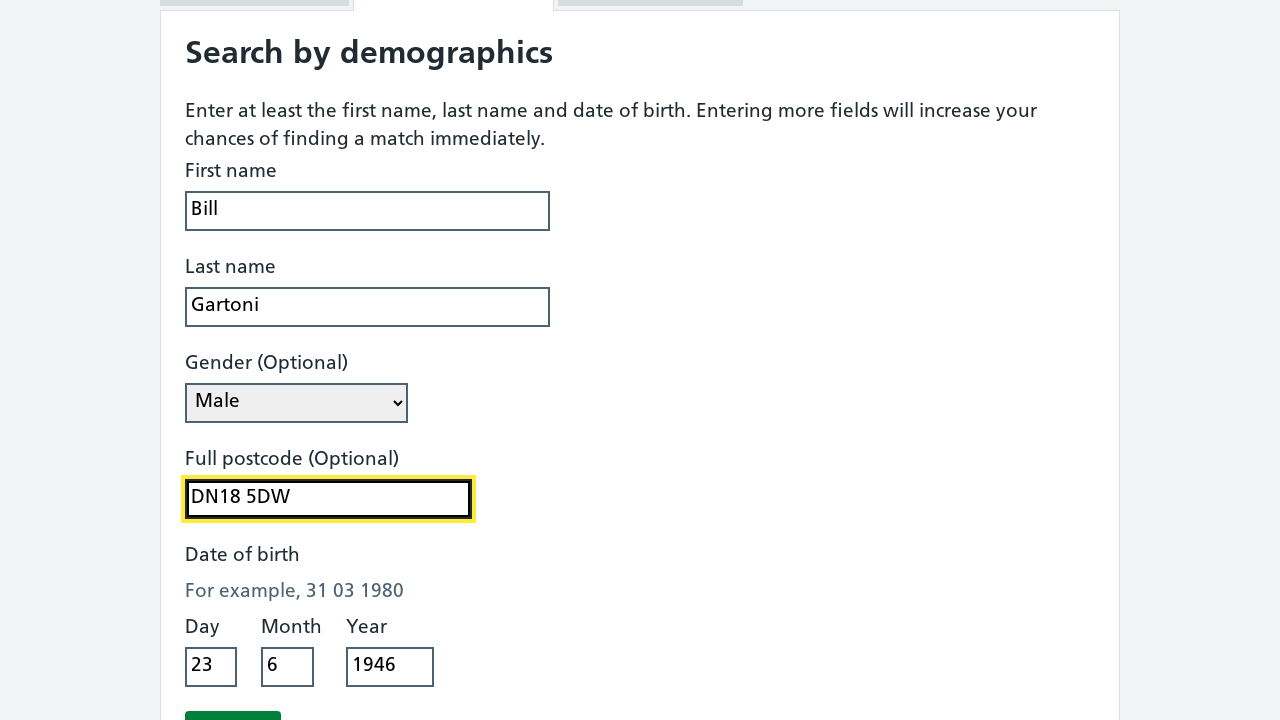 Search by demographics
Enter at least the first name, last name and date of birth. Entering more fields will increase your
chances of finding a match immediately.
First name
Bill
Last name
Gartoni
Gender (Optional)
Male
Full postcode (Optional)
DN18 5DW
Date of birth
For example, 31 03 1980
Day Month Year
23 6 1946